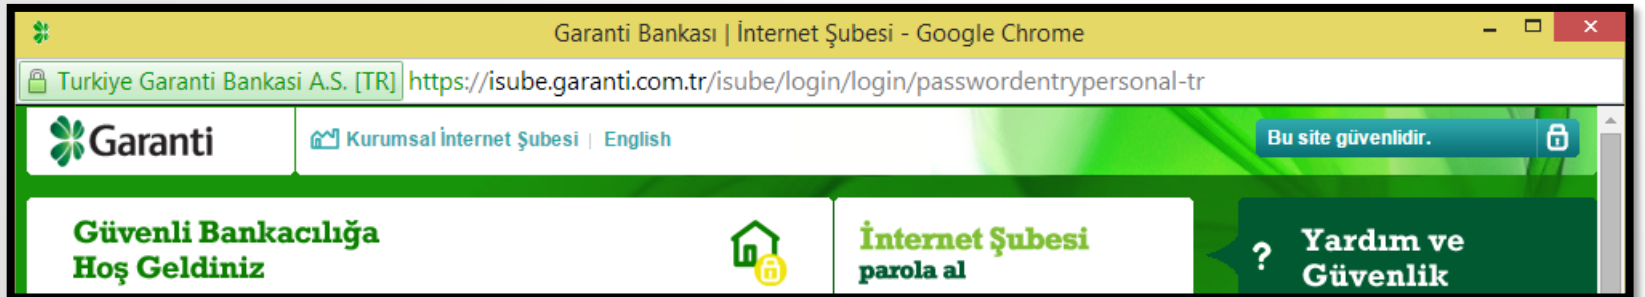 Garanti Bankası | İnternet Şubesi - Google Chrome
Turkiye Garanti Bankasi A.S. [TR] https://isube.garanti.com.tr/isube/login/login/passwordentrypersonal-tr
Garanti Kurumsal İnternet Şubesi | English Bu site güvenlidir.
Güvenli Bankacılığa
Hoş Geldiniz
İnternet Şubesi
parola al
? Yardım ve
Güvenlik